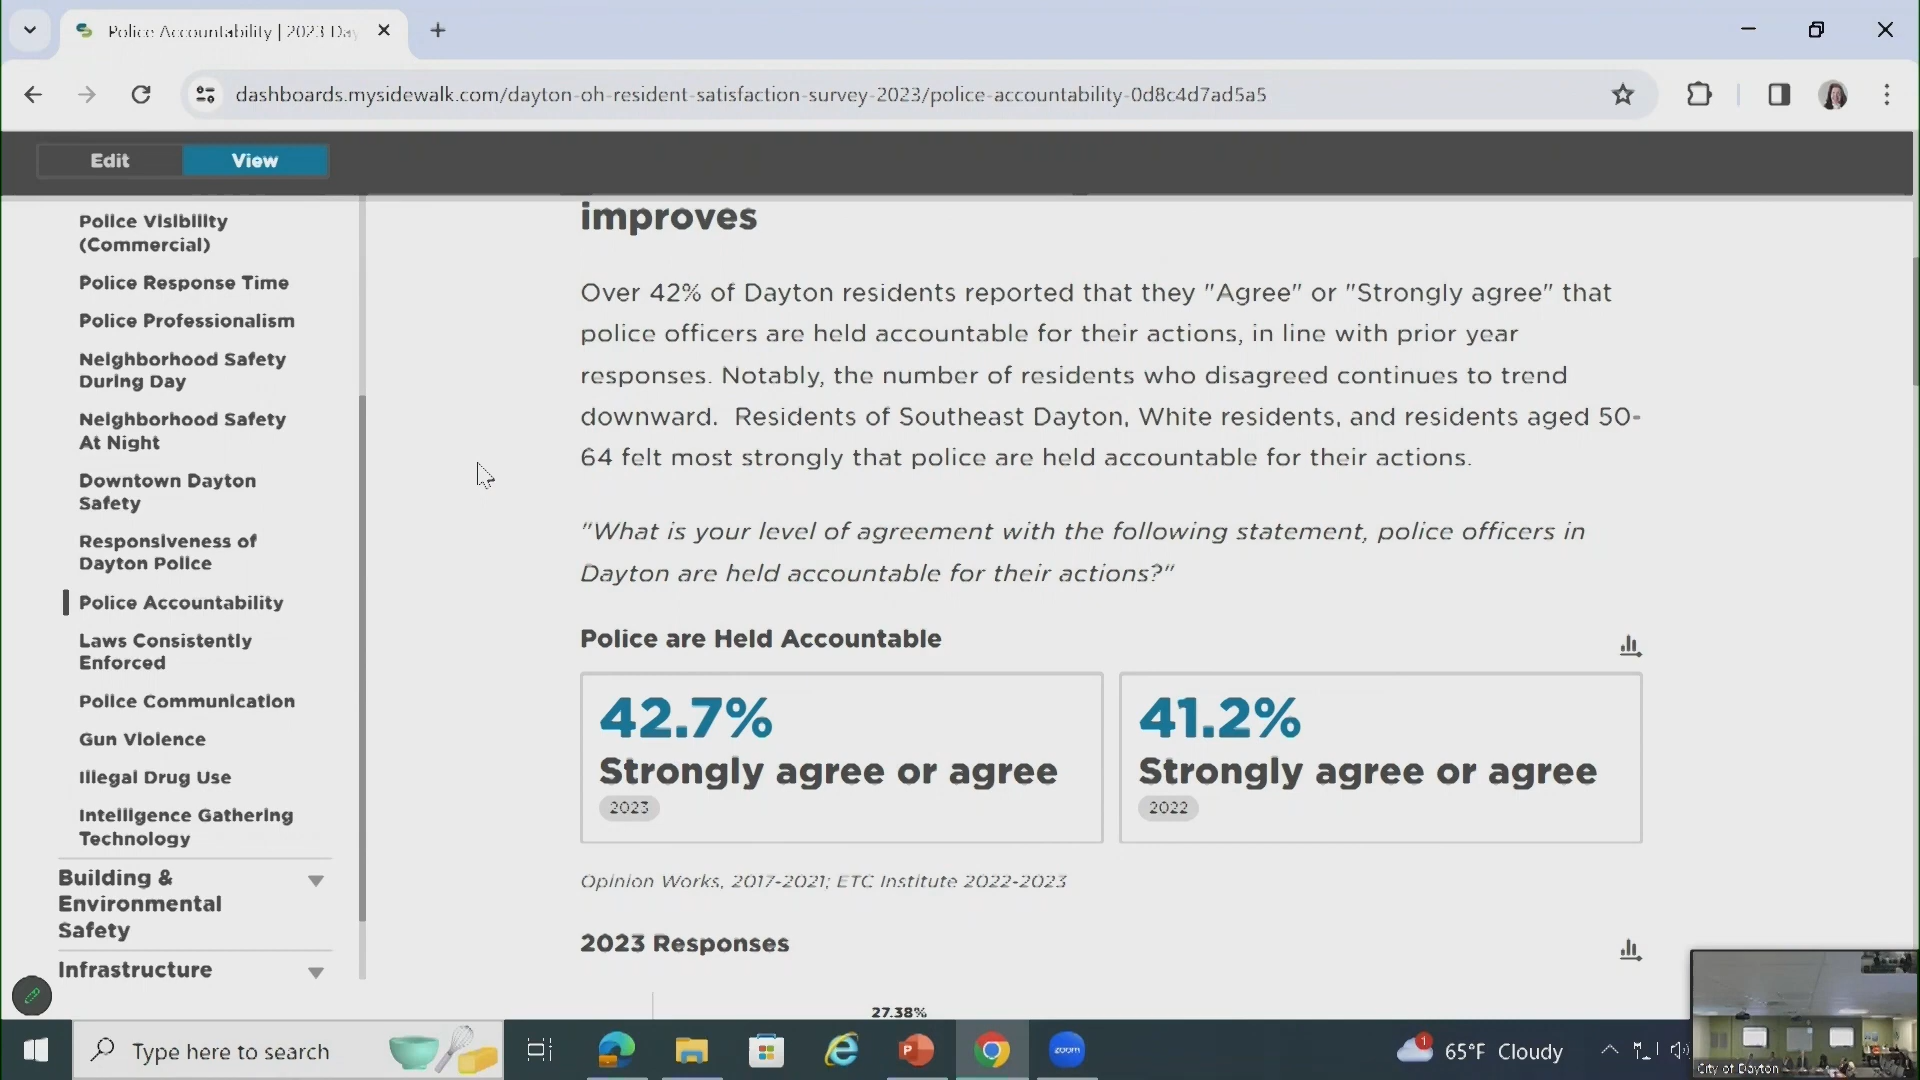 Police Accountability | 2023 Day
dashboards.mysidewalk.com/dayton-oh-resident-satisfaction-survey-2023/police-accountability-0d8c4d7ad5a5
Edit
View
Police Visibility
(Commercial)
Police Response Time
Police Professionalism
Neighborhood Safety
During Day
Neighborhood Safety
At Night
Downtown Dayton
Safety
Responsiveness of
Dayton Police
Police Accountability
Laws Consistently
Enforced
Police Communication
Gun Violence
Illegal Drug Use
Intelligence Gathering
Technology
Building &
Environmental
Safety
Infrastructure
improves
Over 42% of Dayton residents reported that they "Agree" or "Strongly agree" that
police officers are held accountable for their actions, in line with prior year
responses. Notably, the number of residents who disagreed continues to trend
downward. Residents of Southeast Dayton, White residents, and residents aged 50-
64 felt most strongly that police are held accountable for their actions.
"What is your level of agreement with the following statement, police officers in
Dayton are held accountable for their actions?"
Police are Held Accountable
42.7%
Strongly agree or agree
2023
41.2%
Strongly agree or agree
2022
Opinion Works, 2017-2021; ETC Institute 2022-2023
2023 Responses
27.38%
Type here to search
P
zoom
1
65°F Cloudy
City of Dayton